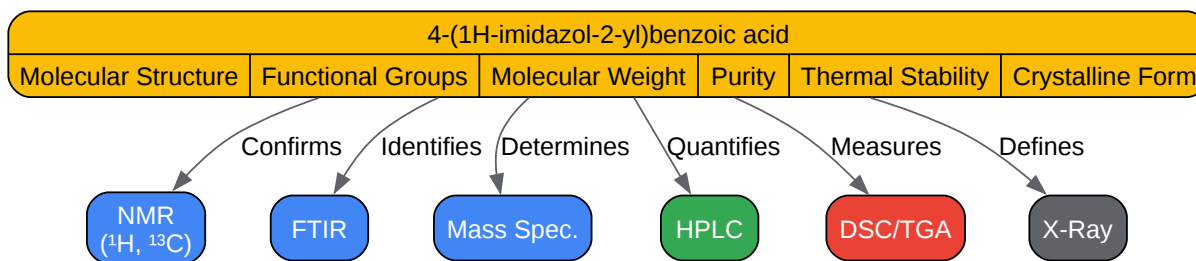 4-(1H-imidazol-2-yl)benzoic acid
Molecular Structure
Functional Groups
Molecular Weight
Purity
Thermal Stability
Crystalline Form
Confirms
Identifies
Determines
Quantifies
Measures
Defines
NMR
(¹H, ¹³C)
FTIR
Mass Spec.
HPLC
DSC/TGA
X-Ray